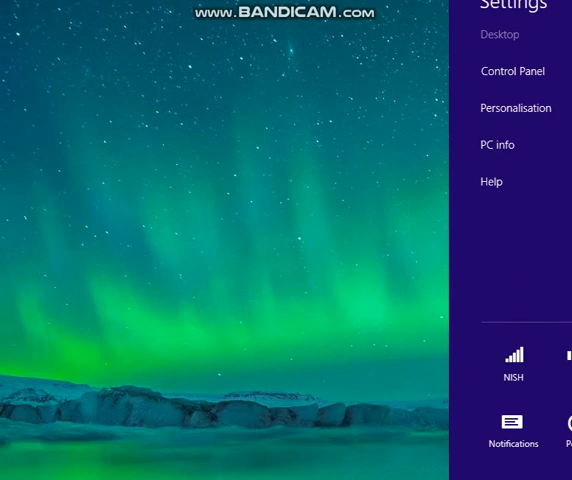 www.BANDICAM.com
Settings
Desktop
Control Panel
Personalisation
PC info
Help
NISH
Notifications